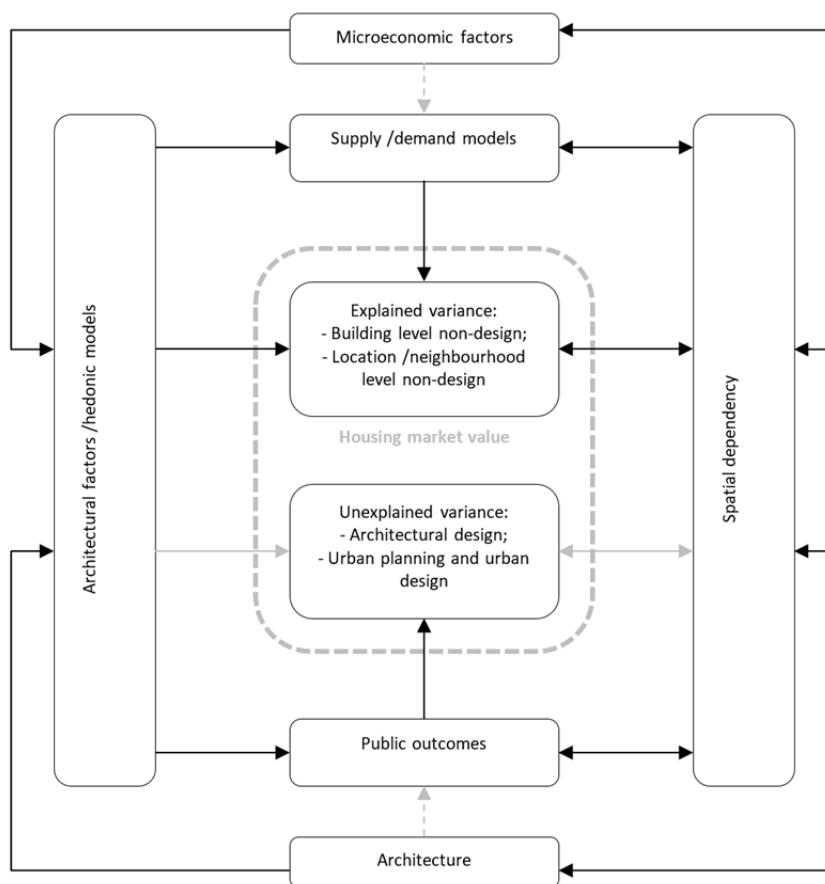 Microeconomic factors
Supply /demand models
Architectural factors /hedonic models
Explained variance:
- Building level non-design;
- Location /neighbourhood
level non-design
Spatial dependency
Housing market value
Unexplained variance:
- Architectural design;
- Urban planning and urban
design
Public outcomes
Architecture